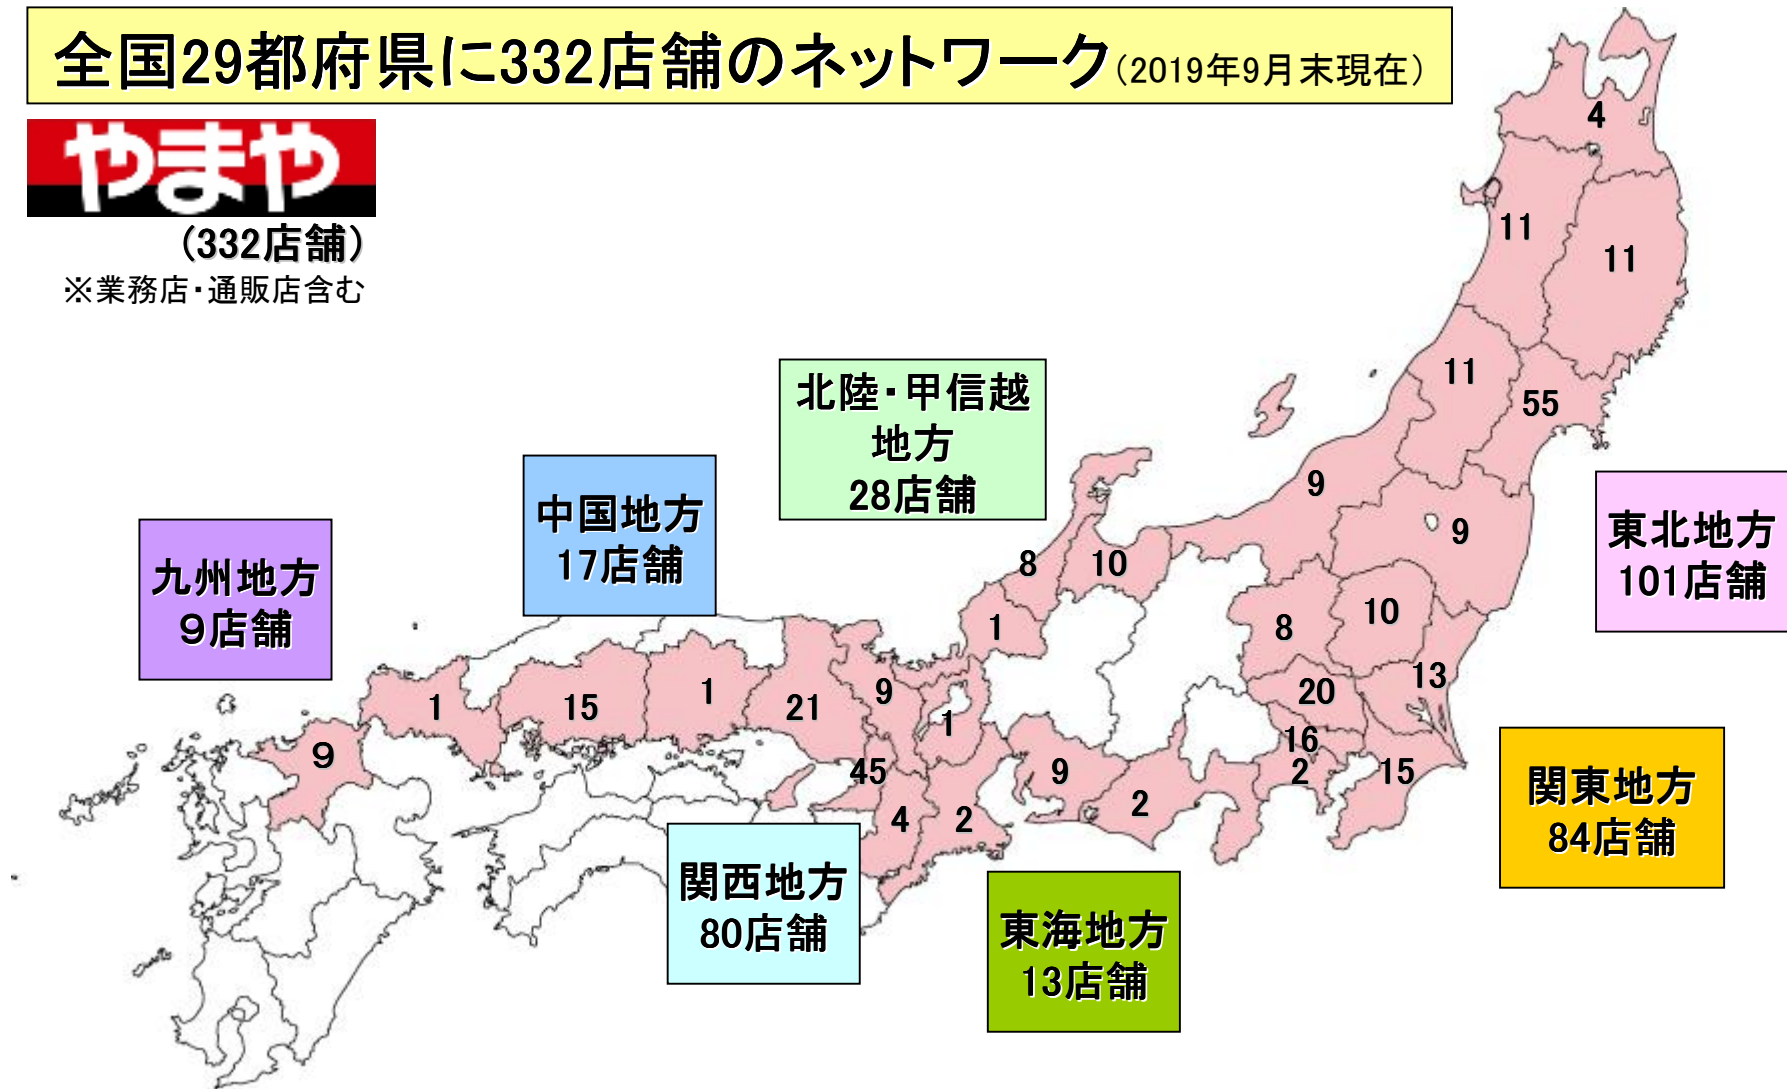 全国29都府県に332店舗のネットワーク(2019年9月末現在)
やまや
(332店舗)
※業務店・通販店含む
4
11
11
11
55
北陸・甲信越
地方
28店舗
9
中国地方
17店舗
9
東北地方
101店舗
九州地方
9店舗
8
10
10
8
1
13
20
9
1
21
15
1
1
16
9
45
9
2
15
関東地方
84店舗
2
4
2
関西地方
80店舗
東海地方
13店舗